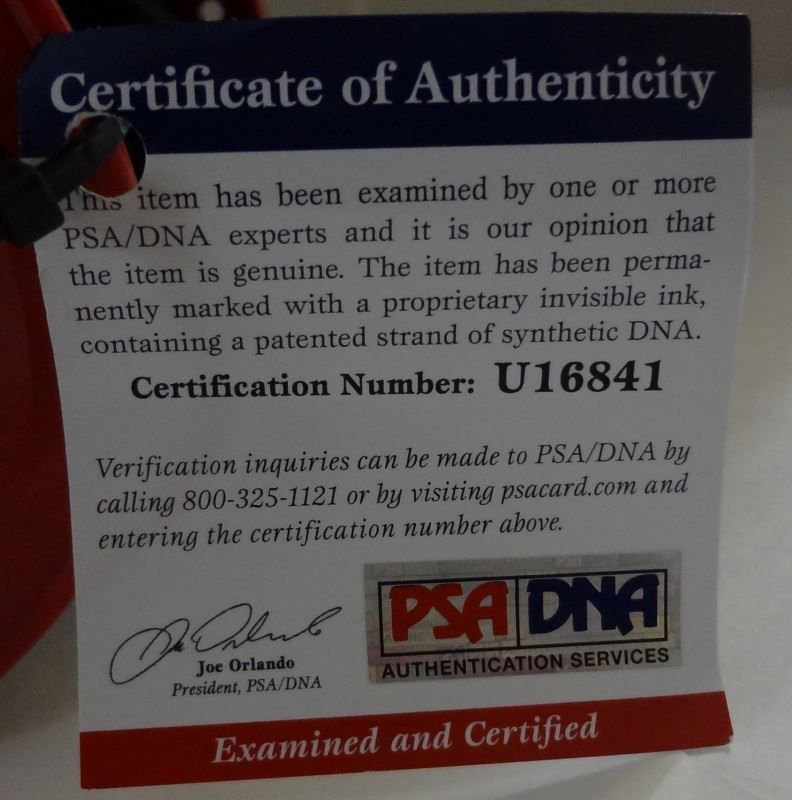 Certificate of Authenticity
This item has been examined by one or more
PSA/DNA experts and it is our opinion that
the item is genuine. The item has been perma-
nently marked with a proprietary invisible ink,
containing a patented strand of synthetic DNA.
Certification Number: U16841
Verification inquiries can be made to PSA/DNA by
calling 800-325-1121 or by visiting psacard.com and
entering the certification number above.
Joe Orlando
President, PSA/DNA
PSA DNA
AUTHENTICATION SERVICES
Examined and Certified